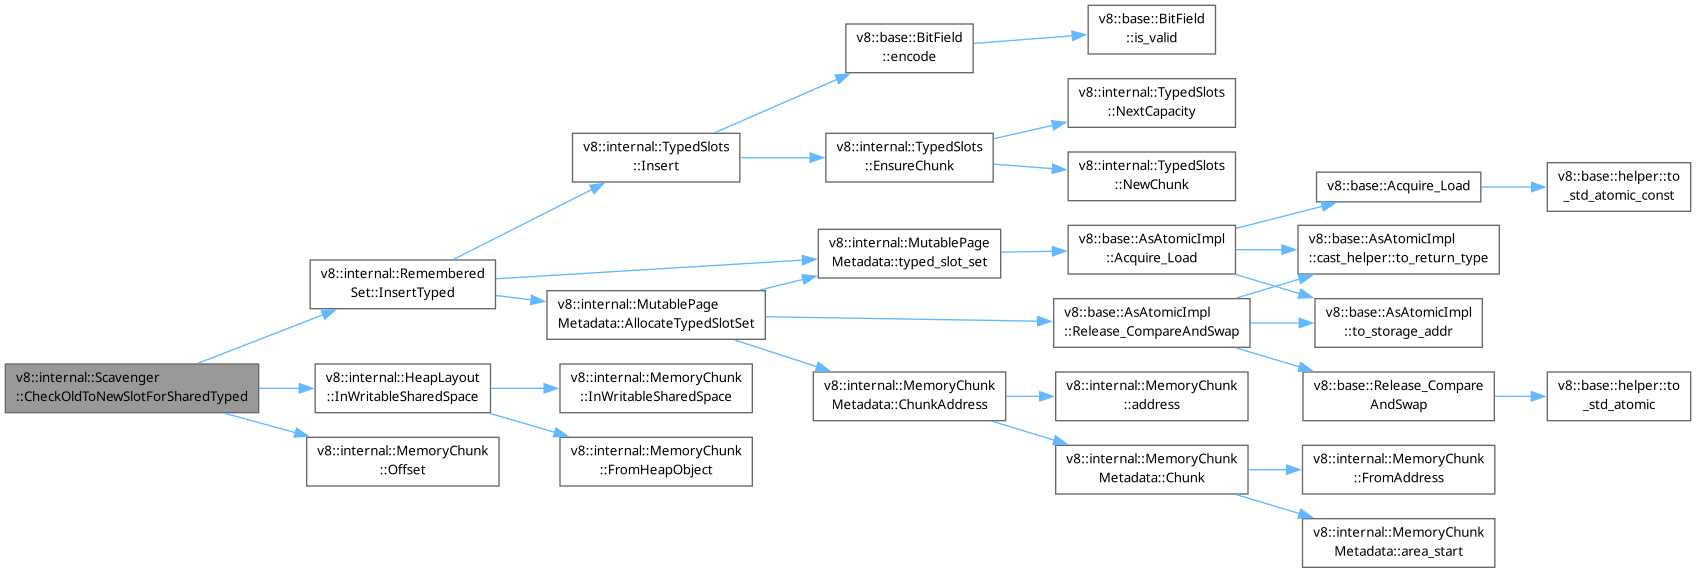 v8::internal::Scavenger
::CheckOldToNewSlotForSharedTyped
v8::internal::Remembered
Set::InsertTyped
v8::internal::HeapLayout
::InWritableSharedSpace
v8::internal::MemoryChunk
::Offset
v8::internal::TypedSlots
::Insert
v8::internal::MutablePage
Metadata::AllocateTypedSlotSet
v8::internal::MemoryChunk
::InWritableSharedSpace
v8::internal::MemoryChunk
::FromHeapObject
v8::base::BitField
::encode
v8::internal::TypedSlots
::EnsureChunk
v8::internal::MutablePage
Metadata::typed_slot_set
v8::internal::MemoryChunk
Metadata::ChunkAddress
v8::base::BitField
::is_valid
v8::internal::TypedSlots
::NextCapacity
v8::internal::TypedSlots
::NewChunk
v8::base::AsAtomicImpl
::Acquire_Load
v8::base::AsAtomicImpl
::Release_CompareAndSwap
v8::internal::MemoryChunk
::address
v8::internal::MemoryChunk
Metadata::Chunk
v8::base::Acquire_Load
v8::base::AsAtomicImpl
::cast_helper::to_return_type
v8::base::AsAtomicImpl
::to_storage_addr
v8::base::Release_Compare
AndSwap
v8::internal::MemoryChunk
::FromAddress
v8::internal::MemoryChunk
Metadata::area_start
v8::base::helper::to
_std_atomic_const
v8::base::helper::to
_std_atomic